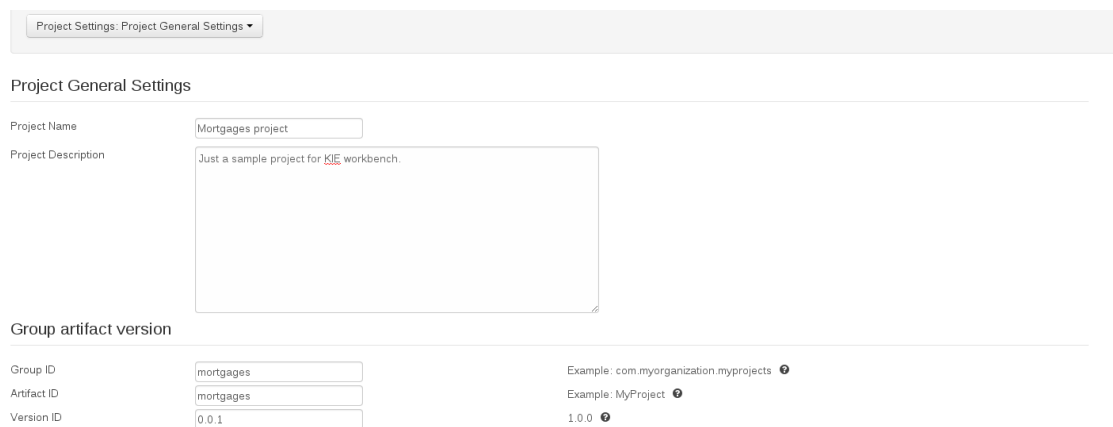 Project Settings: Project General Settings
Project General Settings
Project Name Mortgages project
Project Description Just a sample project for KIE workbench.
Group artifact version
Group ID mortgages Example: com.myorganization.myprojects
Artifact ID mortgages Example: MyProject
Version ID 0.0.1 1.0.0